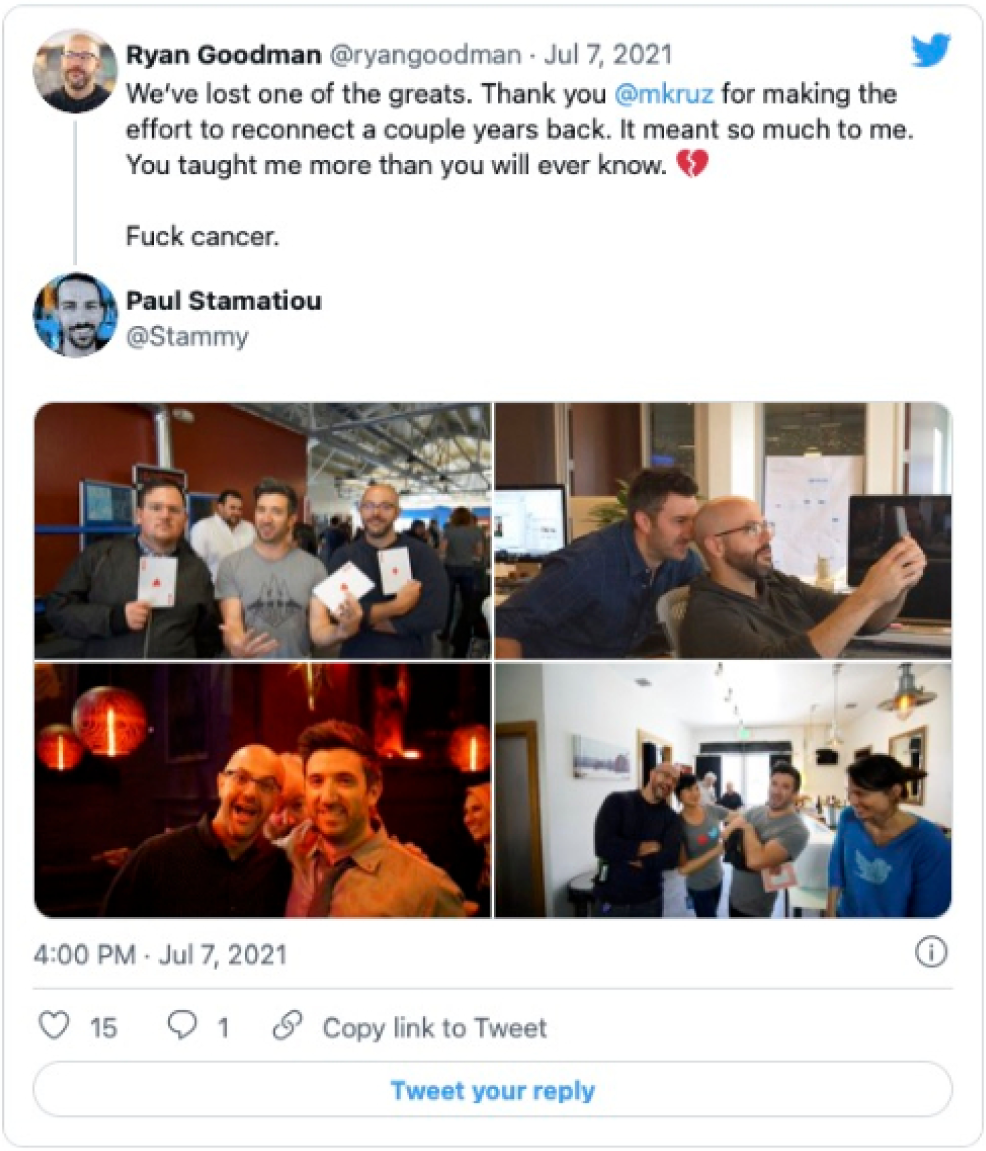 Ryan Goodman @ryangoodman · Jul 7, 2021
We've lost one of the greats. Thank you @mkruz for making the
effort to reconnect a couple years back. It meant so much to me.
You taught me more than you will ever know. 💔
Fuck cancer.
Paul Stamatiou
@Stammy
4:00 PM · Jul 7, 2021
15 1 Copy link to Tweet
Tweet your reply